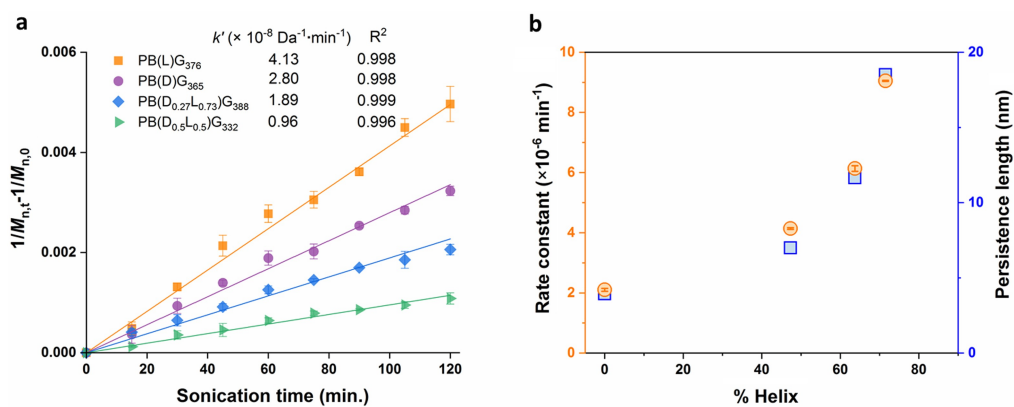 a
k′ (× 10⁻⁸ Da⁻¹·min⁻¹) R²
PB(L)G₃₇₆ 4.13 0.998
PB(D)G₃₆₅ 2.80 0.998
PB(D₀.₂₇L₀.₇₃)G₃₈₈ 1.89 0.999
PB(D₀.₅L₀.₅)G₃₃₂ 0.96 0.996
1/Mₙ,ₜ-1/Mₙ,₀
0.006
0.004
0.002
0.000
0 20 40 60 80 100 120
Sonication time (min.)
b
Rate constant (×10⁻⁶ min⁻¹)
10
8
6
4
2
0
0 20 40 60 80
% Helix
20
10
0
Persistence length (nm)